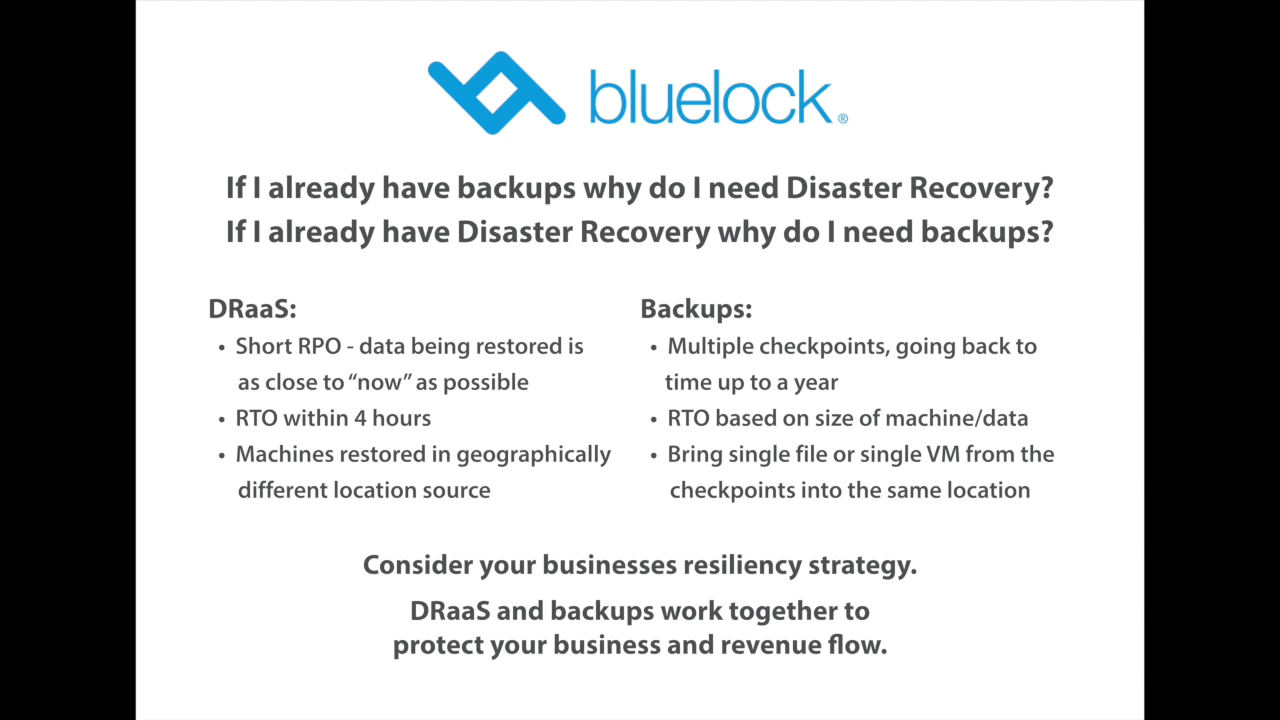 bluelock®
If I already have backups why do I need Disaster Recovery?
If I already have Disaster Recovery why do I need backups?
DRaaS:
• Short RPO - data being restored is
as close to “now” as possible
• RTO within 4 hours
• Machines restored in geographically
different location source
Backups:
• Multiple checkpoints, going back to
time up to a year
• RTO based on size of machine/data
• Bring single file or single VM from the
checkpoints into the same location
Consider your businesses resiliency strategy.
DRaaS and backups work together to
protect your business and revenue flow.